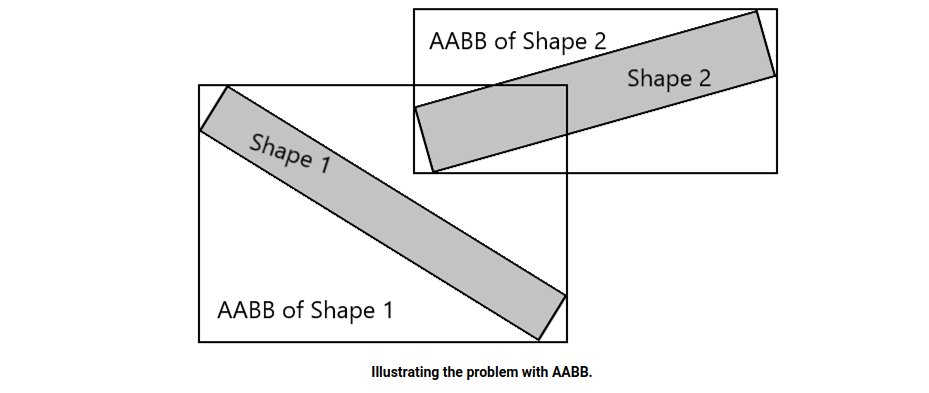 AABB of Shape 2
Shape 2
Shape 1
AABB of Shape 1
Illustrating the problem with AABB.